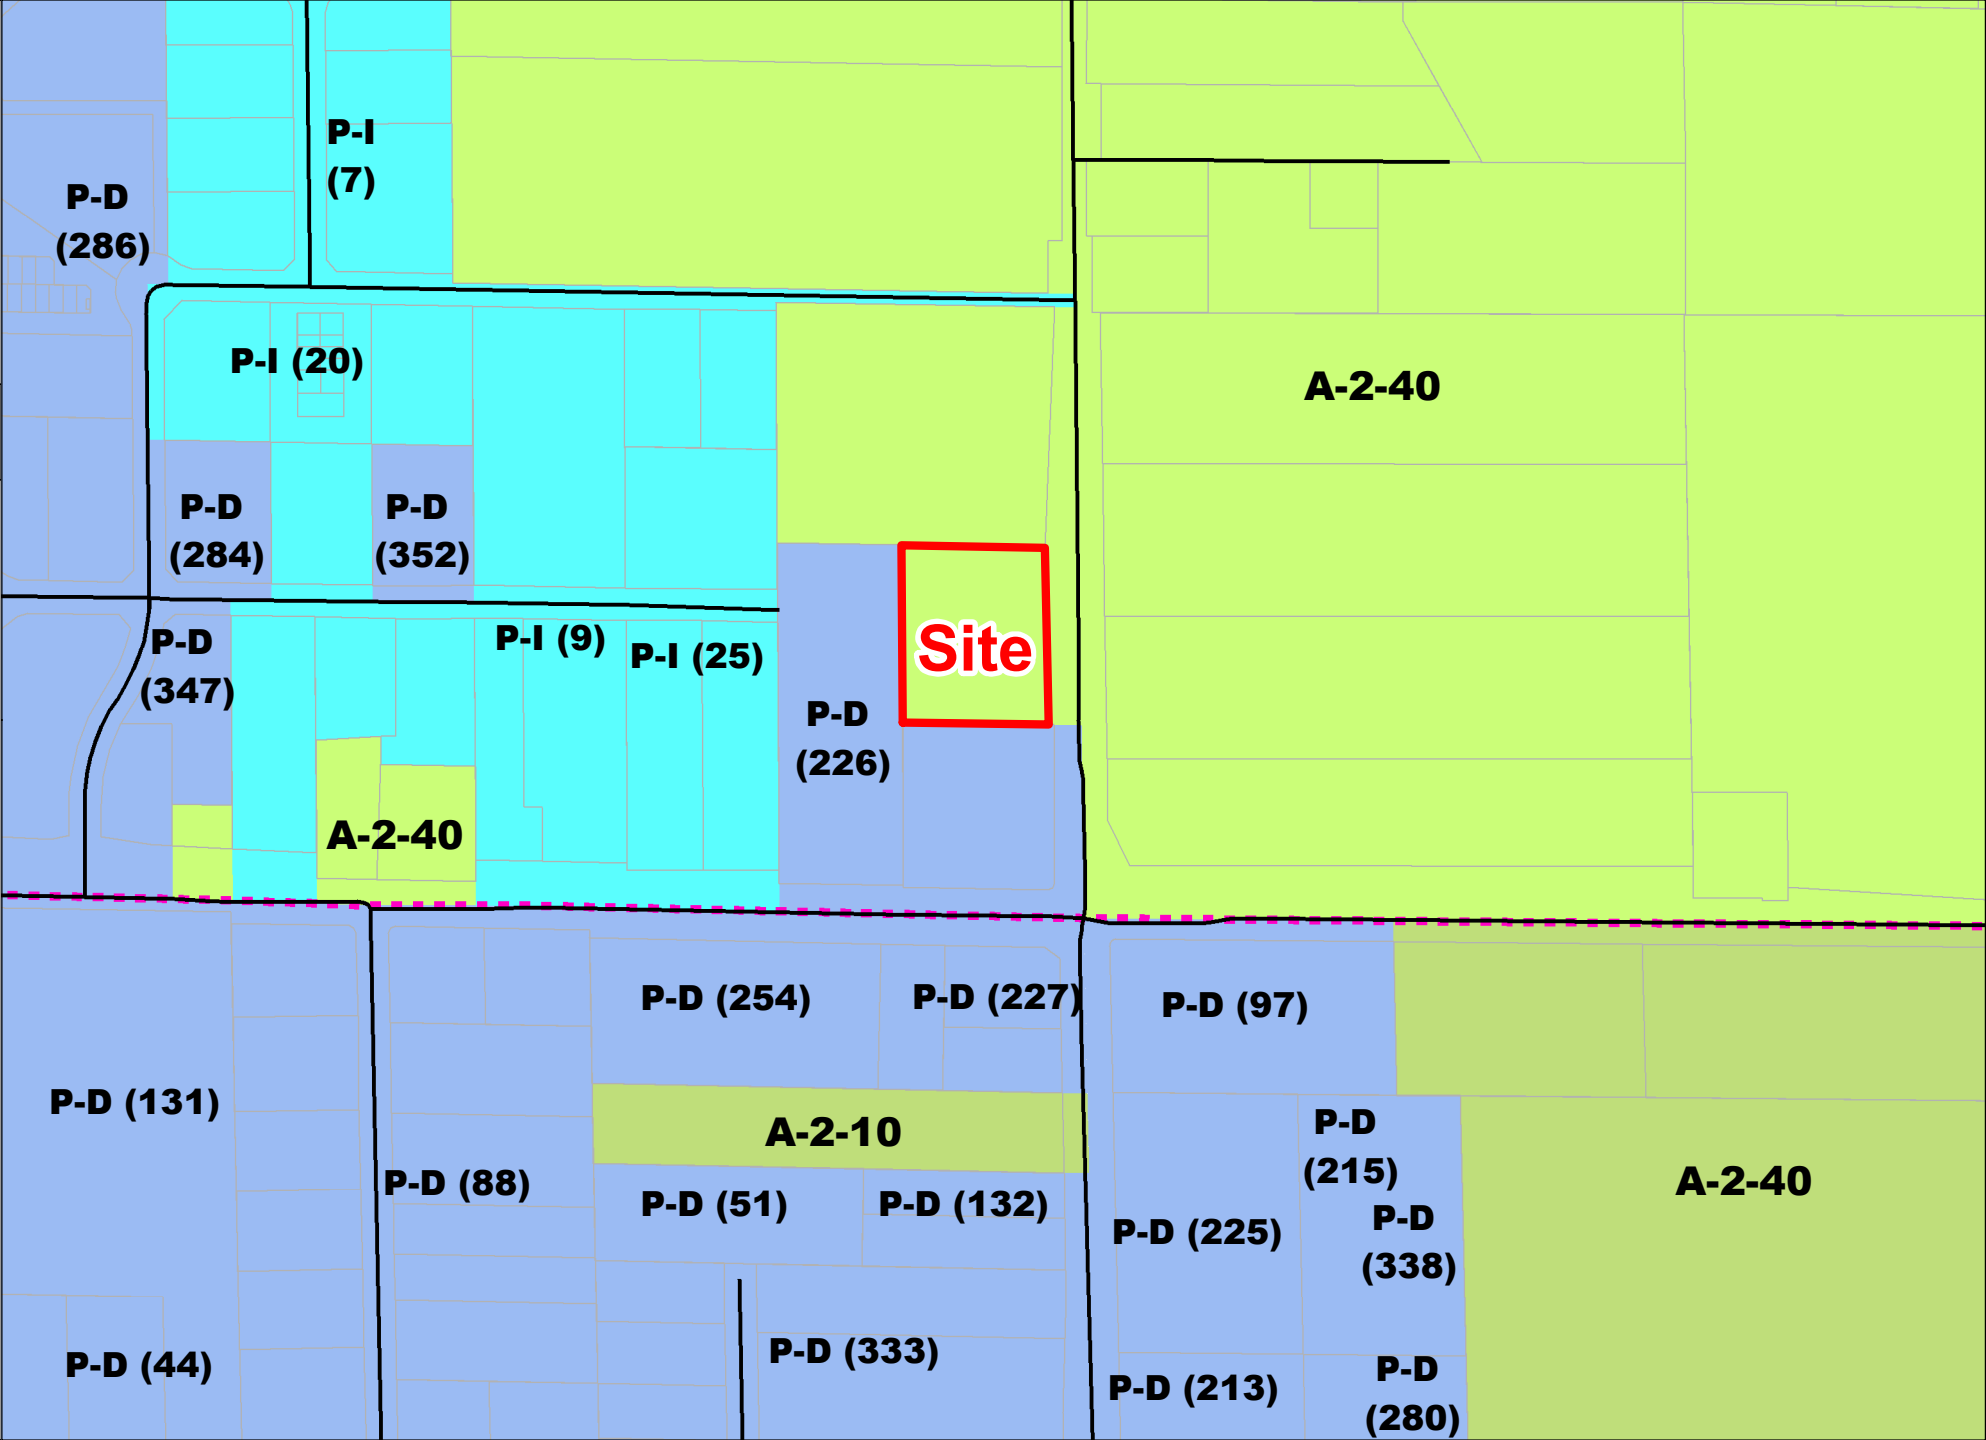 P-I
(7)
P-D
(286)
P-I (20)
A-2-40
P-D
(284)
P-D
(352)
P-D
(347)
P-I (9)
P-I (25)
Site
P-D
(226)
A-2-40
P-D (254)
P-D (227)
P-D (97)
P-D (131)
A-2-10
P-D
(215)
P-D (88)
P-D (51)
P-D (132)
A-2-40
P-D (225)
P-D
(338)
P-D (44)
P-D (333)
P-D (213)
P-D
(280)